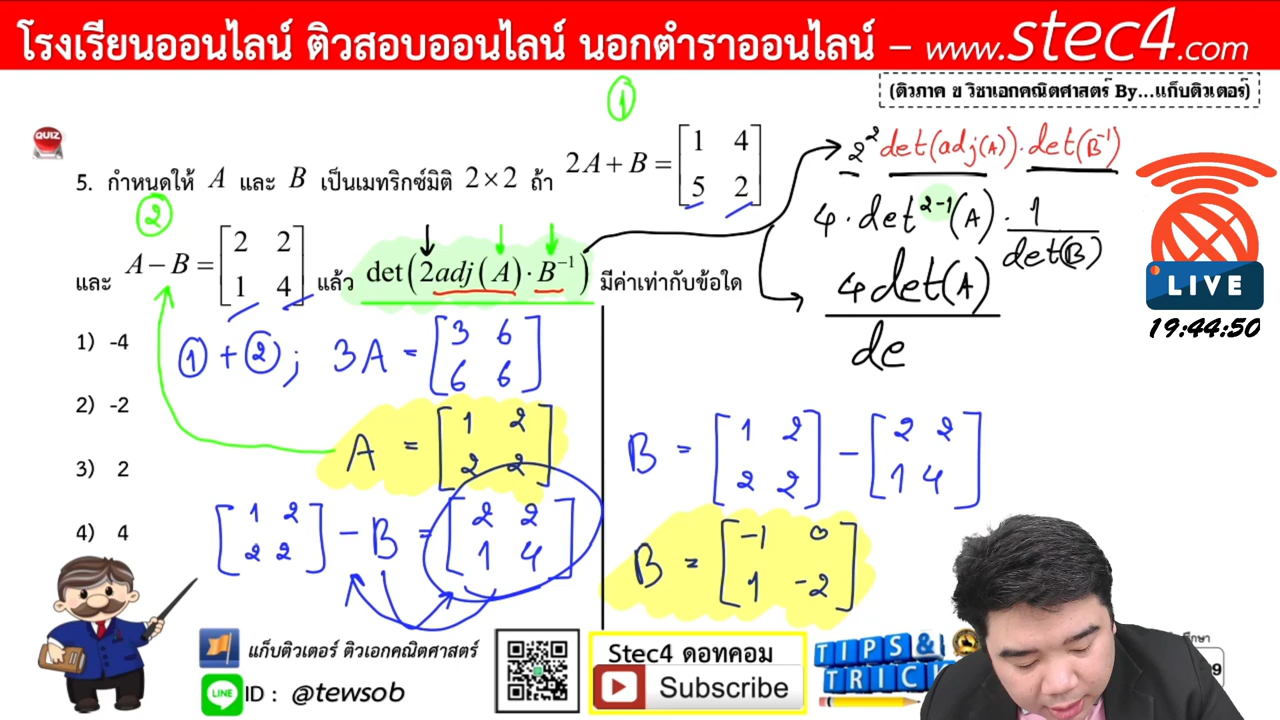 โรงเรียนออนไลน์ ติวสอบออนไลน์ นอกตำราออนไลน์ – www.stec4.com
(ติวภาค ข วิชาเอกคณิตศาสตร์ By...แก็บติวเตอร์)
QUIZ
①
5. กำหนดให้ A และ B เป็นเมทริกซ์มิติ 2×2 ถ้า 2A+B = [1 4
5 2]
②
และ A−B = [2 2
1 4] แล้ว det(2adj(A)·B⁻¹) มีค่าเท่ากับข้อใด
2² det(adj(A))·det(B⁻¹)
4·det²⁻¹(A)·1/det(B)
4det(A)
de
LIVE
19:44:50
1) -4
2) -2
3) 2
4) 4
①+②; 3A = [3 6
6 6]
A = [1 2
2 2]
[1 2
2 2] − B = [2 2
1 4]
B = [1 2
2 2] − [2 2
1 4]
B = [-1 0
1 -2]
แก็บติวเตอร์ ติวเอกคณิตศาสตร์
LINE ID : @tewsob
Stec4 ดอทคอม
Subscribe
TIPS &
TRIC
9